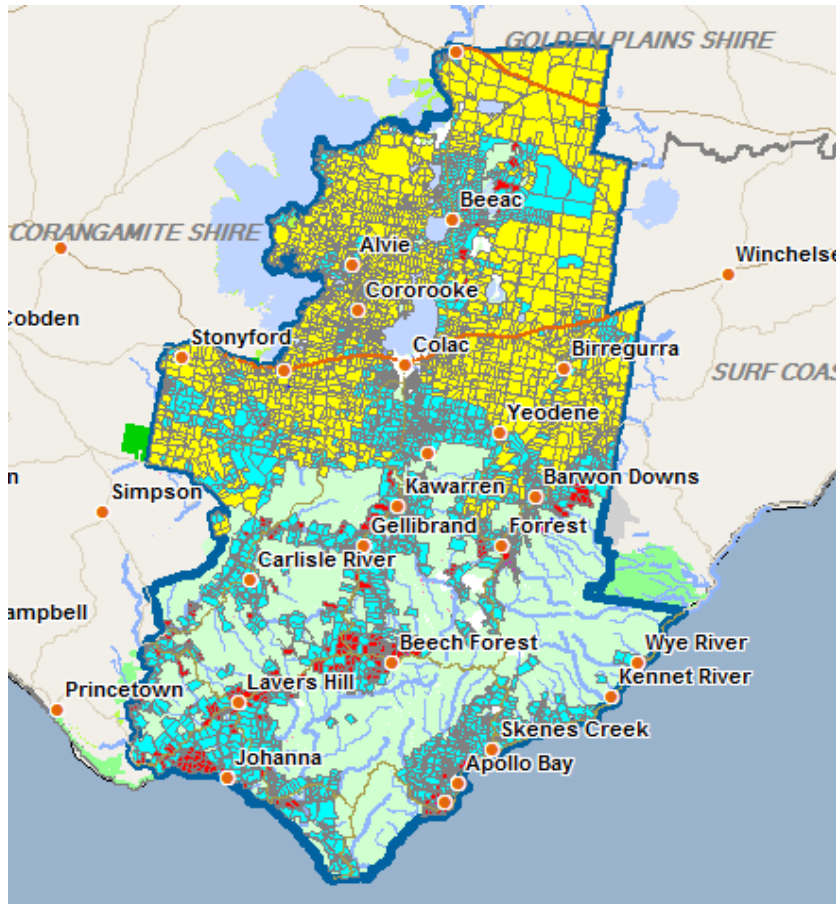 GOLDEN PLAINS SHIRE
Beeac
CORANGAMITE SHIRE
Alvie
Winchelse
Cororooke
Cobden
Stonyford
Colac
Birregurra
SURF COAS
Yeodene
Kawarren
Barwon Downs
Simpson
Gellibrand
Forrest
Carlisle River
ampbell
Beech Forest
Wye River
Kennet River
Princetown
Lavers Hill
Skenes Creek
Johanna
Apollo Bay